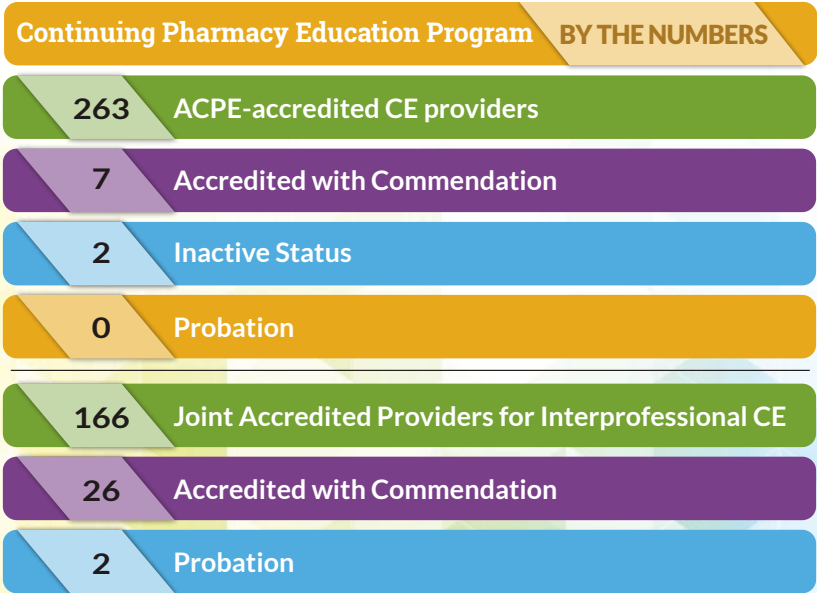 Continuing Pharmacy Education Program BY THE NUMBERS
263 ACPE-accredited CE providers
7 Accredited with Commendation
2 Inactive Status
0 Probation
166 Joint Accredited Providers for Interprofessional CE
26 Accredited with Commendation
2 Probation